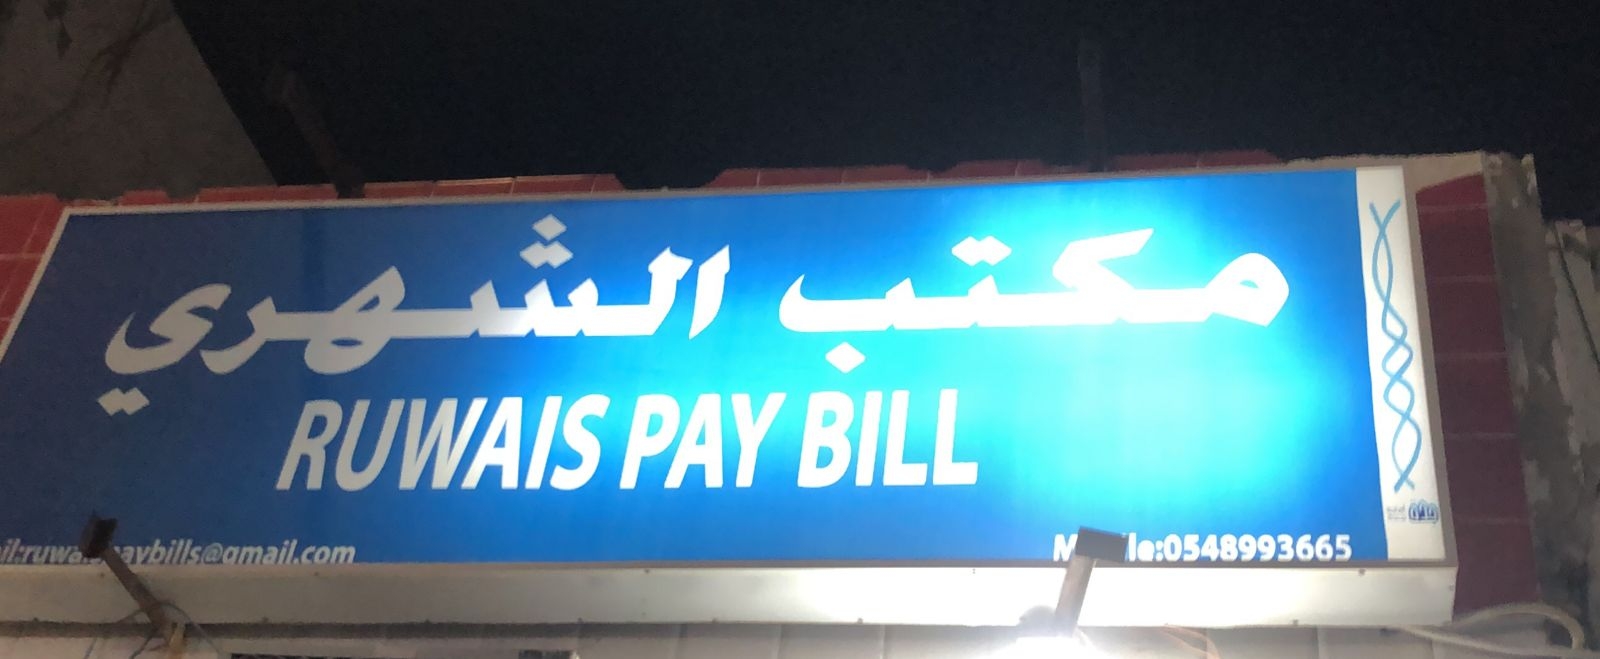 مكتب الشهري
RUWAIS PAY BILL
Mobile:0548993665